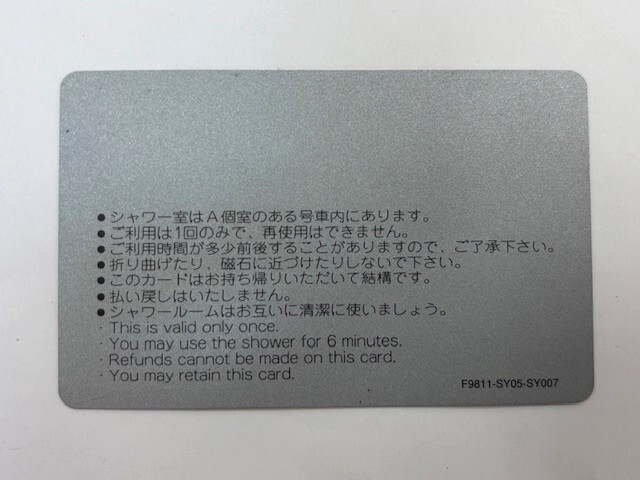 ●シャワー室はA個室のある号車内にあります。
●ご利用は1回のみで、再使用はできません。
●ご利用時間が多少前後することがありますので、ご了承下さい。
●折り曲げたり、磁石に近づけたりしないで下さい。
●このカードはお持ち帰りいただいて結構です。
●払い戻しはいたしません。
●シャワールームはお互いに清潔に使いましょう。
・This is valid only once.
・You may use the shower for 6 minutes.
・Refunds cannot be made on this card.
・You may retain this card.
F9811-SY05-SY007